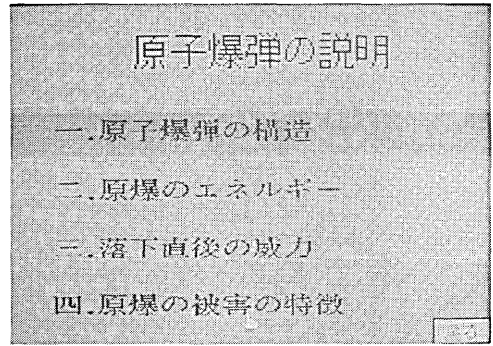 原子爆弾の説明
一.原子爆弾の構造
二.原爆のエネルギー
三.落下直後の威力
四.原爆の被害の特徴
戻る